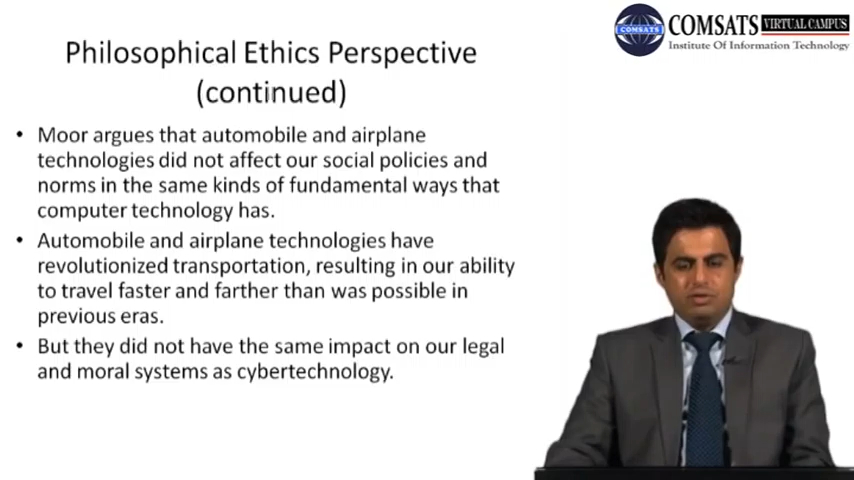 COMSATS VIRTUAL CAMPUS
COMSATS
Institute Of Information Technology
Philosophical Ethics Perspective
(continued)
• Moor argues that automobile and airplane
technologies did not affect our social policies and
norms in the same kinds of fundamental ways that
computer technology has.
• Automobile and airplane technologies have
revolutionized transportation, resulting in our ability
to travel faster and farther than was possible in
previous eras.
• But they did not have the same impact on our legal
and moral systems as cybertechnology.